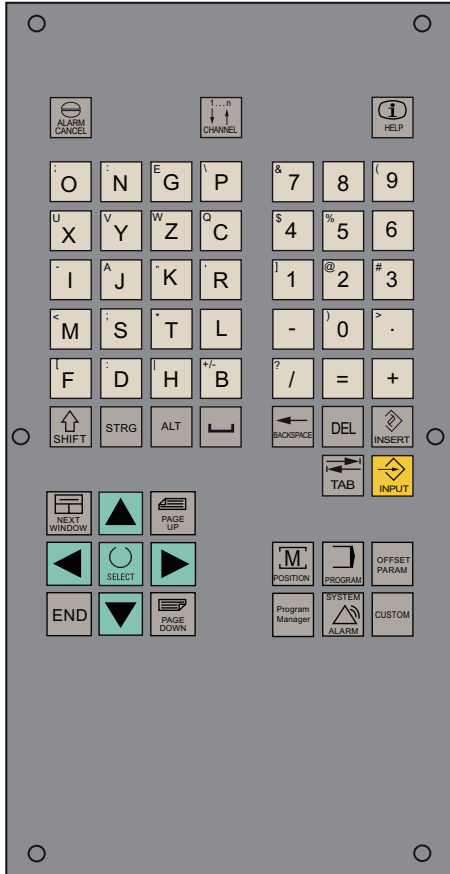 1...n
ALARM
CANCEL
CHANNEL
HELP
; O : N E G \ P & 7 8 ( 9
U X V Y W Z Q C $ 4 % 5 6
- I A J " K ' R ] 1 @ 2 # 3
< M ; S * T L - ) 0 > .
[ F : D | H +/- B ? / = +
SHIFT STRG ALT BACKSPACE DEL INSERT
TAB INPUT
NEXT
WINDOW
PAGE
UP
SELECT
M
POSITION
PROGRAM
OFFSET
PARAM
END
PAGE
DOWN
Program
Manager
SYSTEM
ALARM
CUSTOM